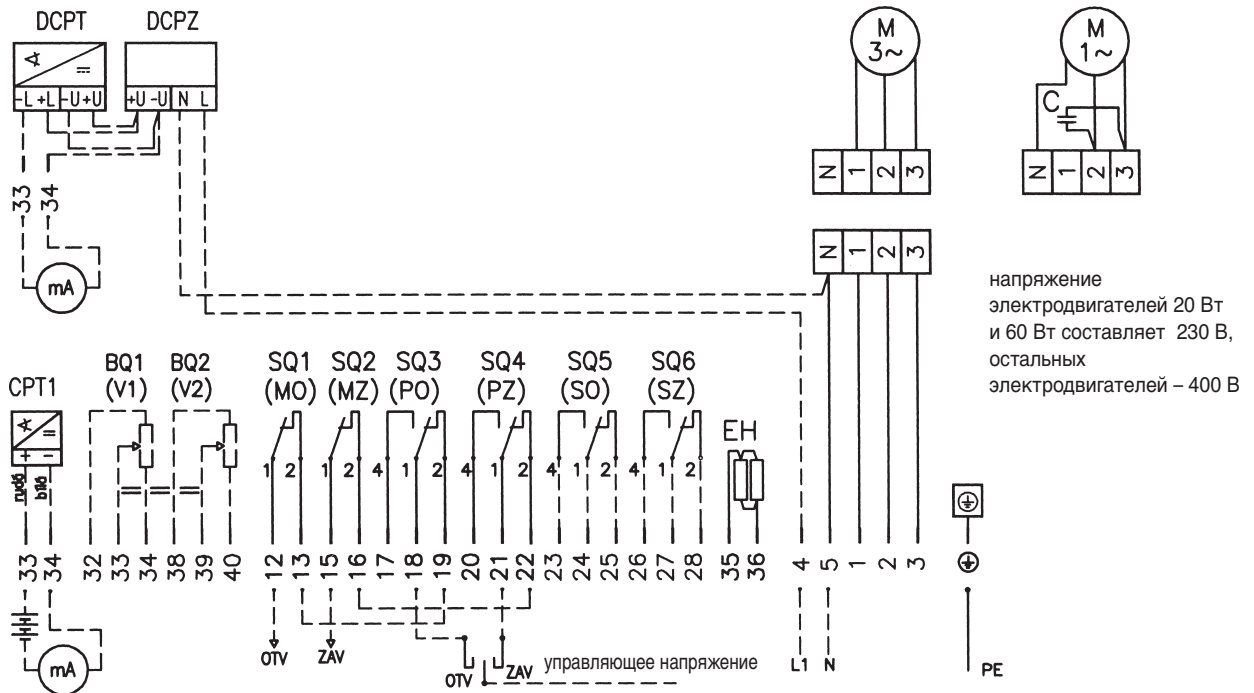 DCPT DCPZ
M
3~
M
1~
-L +L -U +U +U -U N L
C
N 1 2 3
N 1 2 3
33 34
mA
N 1 2 3
напряжение
электродвигателей 20 Вт
и 60 Вт составляет 230 В,
остальных
электродвигателей – 400 В
CPT1
BQ1
(V1)
BQ2
(V2)
SQ1
(MO)
SQ2
(MZ)
SQ3
(PO)
SQ4
(PZ)
SQ5
(SO)
SQ6
(SZ)
EH
+ -
1 2 1 2 4 1 2 4 1 2 4 1 2 4 1 2
rudá bílá
33 34 32 33 34 38 39 40 12 13 15 16 17 18 19 20 21 22 23 24 25 26 27 28 35 36 4 5 1 2 3
mA
OTV ZAV
OTV ZAV управляющее напряжение
L1 N
PE